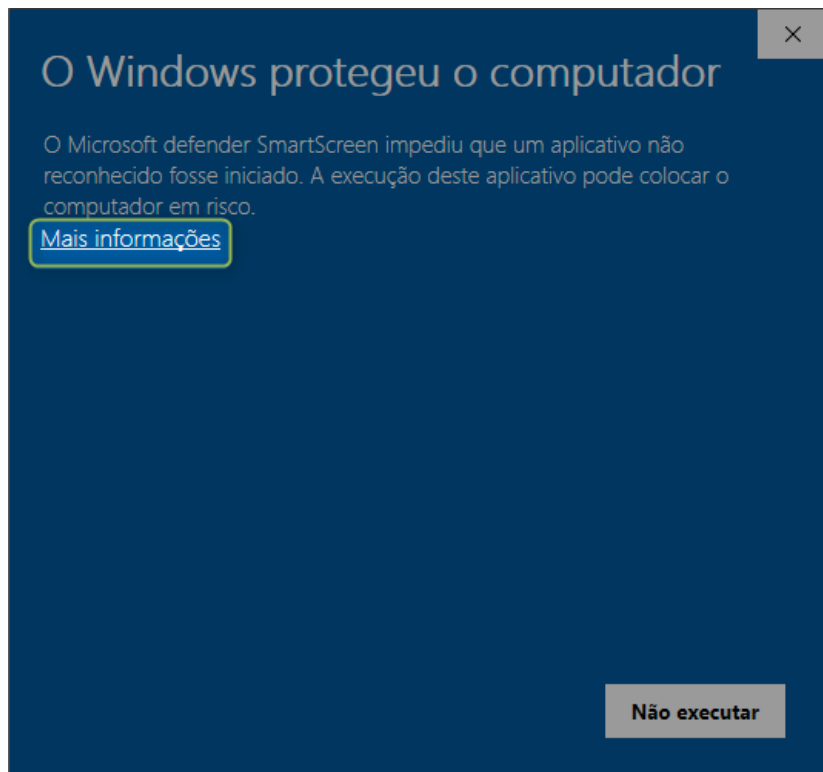 O Windows protegeu o computador
O Microsoft defender SmartScreen impediu que um aplicativo não
reconhecido fosse iniciado. A execução deste aplicativo pode colocar o
computador em risco.
Mais informações
Não executar